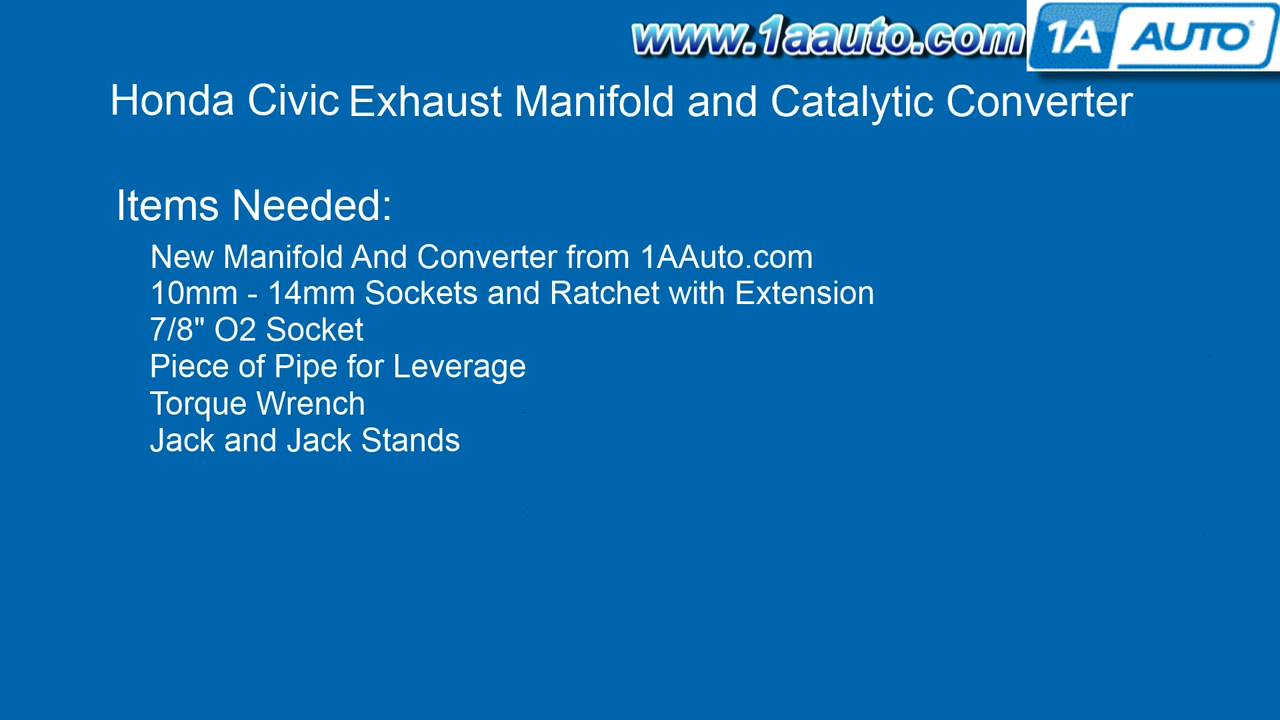 www.1aauto.com
1A AUTO
Honda Civic Exhaust Manifold and Catalytic Converter
Items Needed:
New Manifold And Converter from 1AAuto.com
10mm - 14mm Sockets and Ratchet with Extension
7/8" O2 Socket
Piece of Pipe for Leverage
Torque Wrench
Jack and Jack Stands